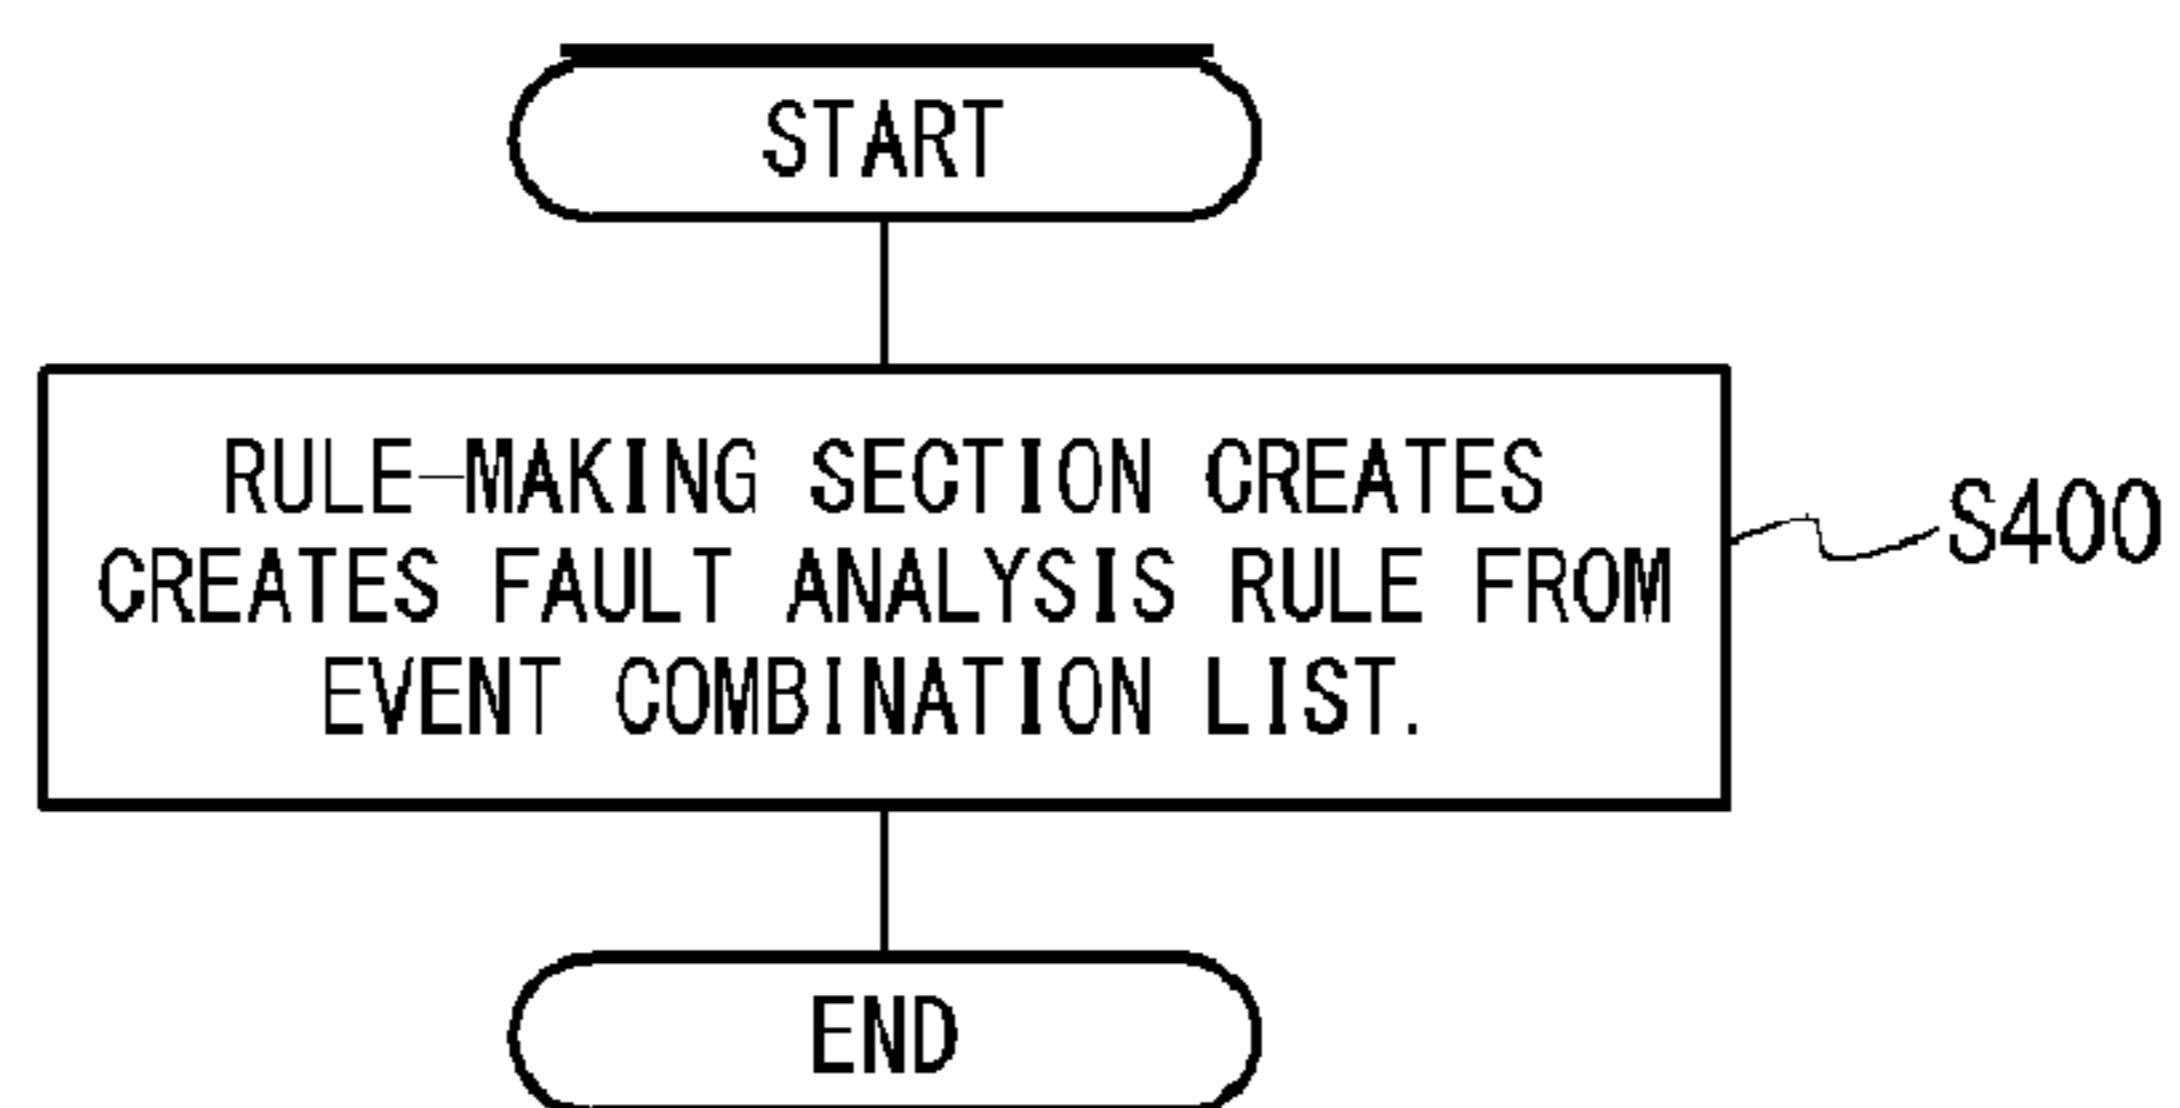 START
RULE-MAKING SECTION CREATES
CREATES FAULT ANALYSIS RULE FROM
EVENT COMBINATION LIST.
S400
END